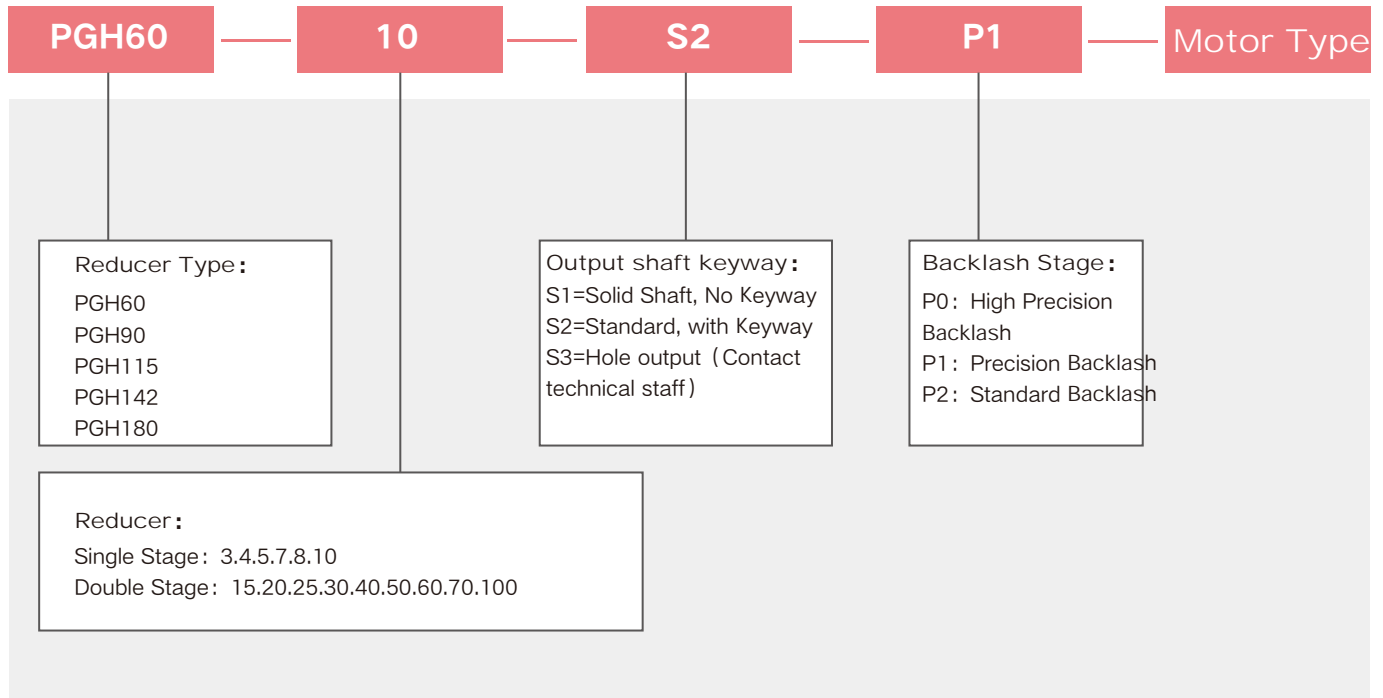 PGH60 10 S2 P1 Motor Type
Reducer Type:
PGH60
PGH90
PGH115
PGH142
PGH180
Output shaft keyway:
S1=Solid Shaft, No Keyway
S2=Standard, with Keyway
S3=Hole output (Contact
technical staff)
Backlash Stage:
P0: High Precision
Backlash
P1: Precision Backlash
P2: Standard Backlash
Reducer:
Single Stage: 3.4.5.7.8.10
Double Stage: 15.20.25.30.40.50.60.70.100